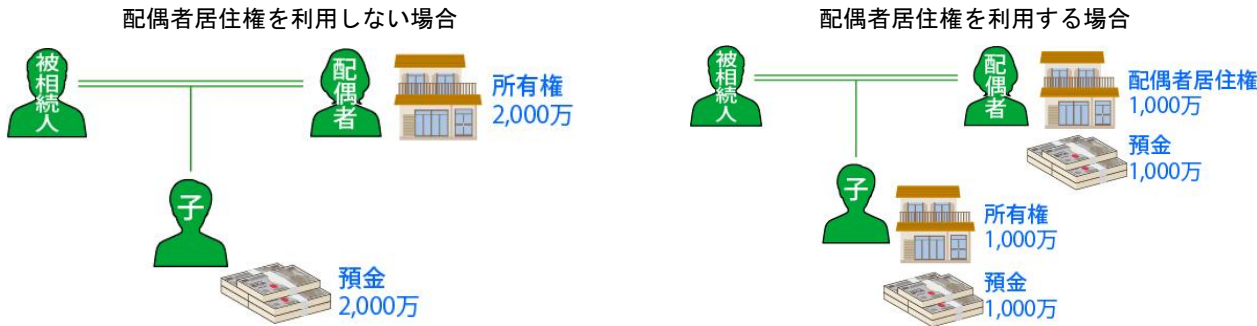 配偶者居住権を利用しない場合
被相続人
配偶者
所有権
2,000万
子
預金
2,000万
配偶者居住権を利用する場合
被相続人
配偶者
配偶者居住権
1,000万
預金
1,000万
子
所有権
1,000万
預金
1,000万